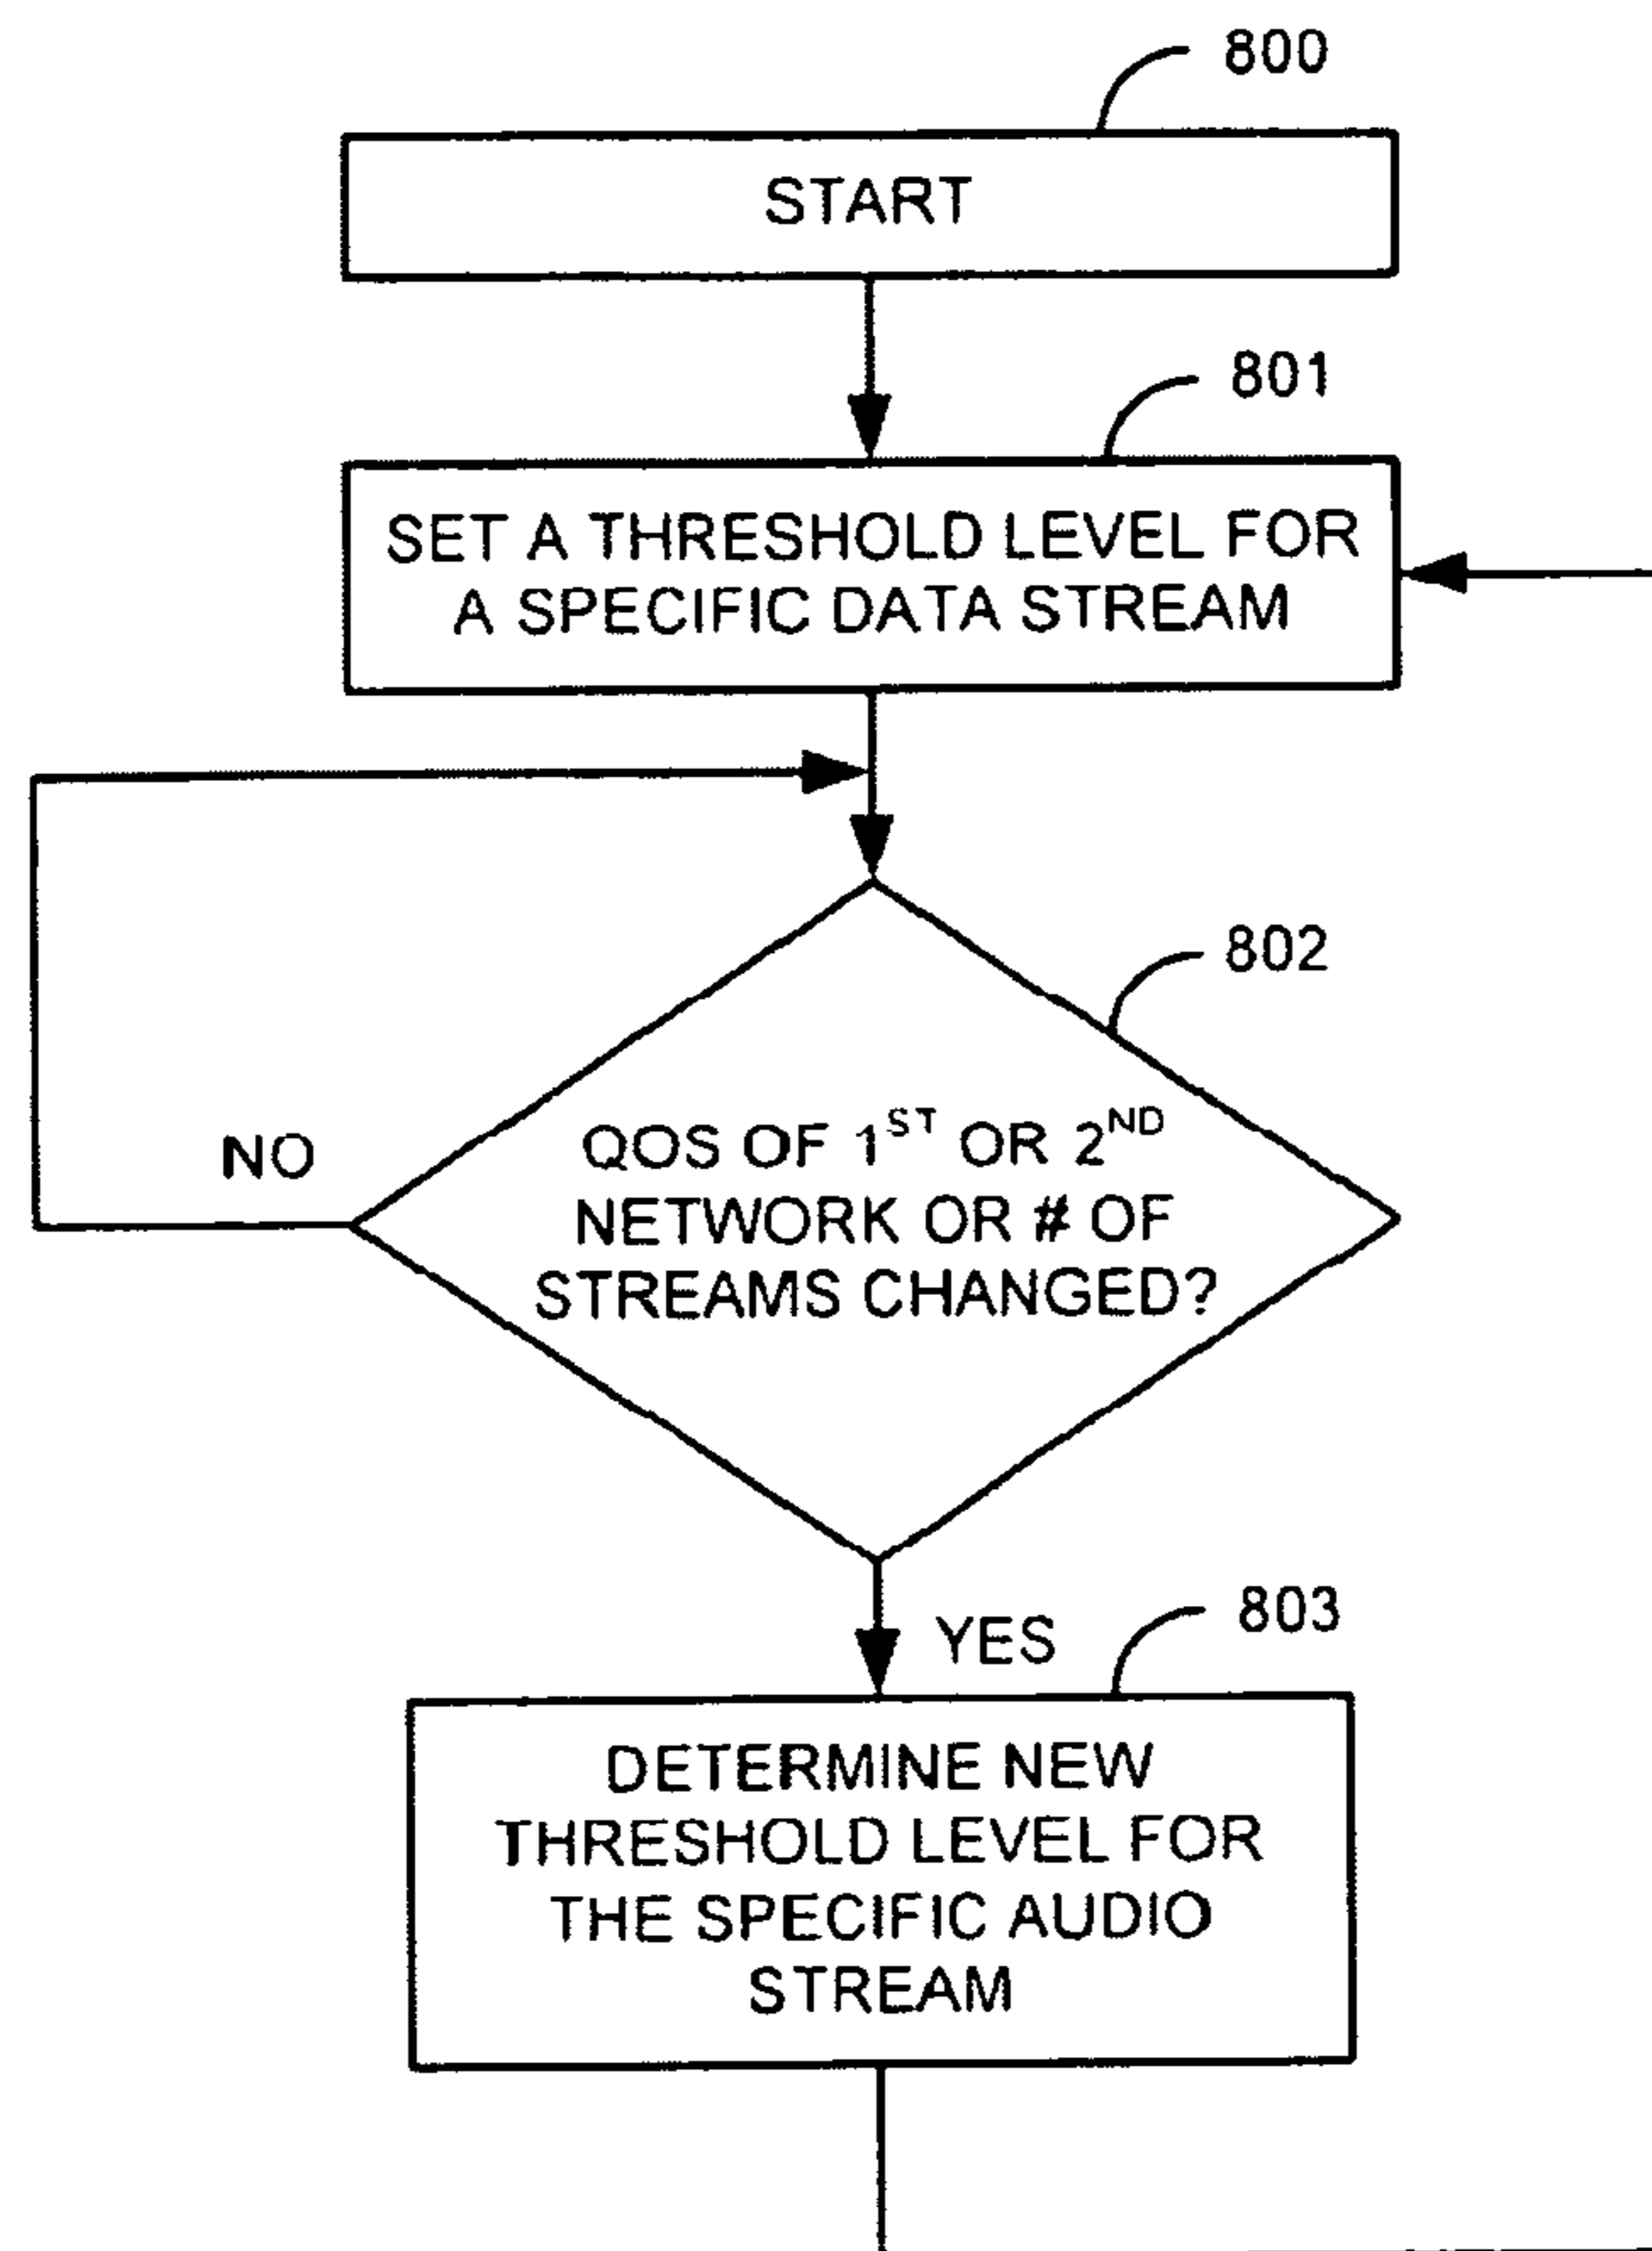 800
START
801
SET A THRESHOLD LEVEL FOR
A SPECIFIC DATA STREAM
802
QOS OF 1ST OR 2ND
NETWORK OR # OF
STREAMS CHANGED?
NO
YES
803
DETERMINE NEW
THRESHOLD LEVEL FOR
THE SPECIFIC AUDIO
STREAM